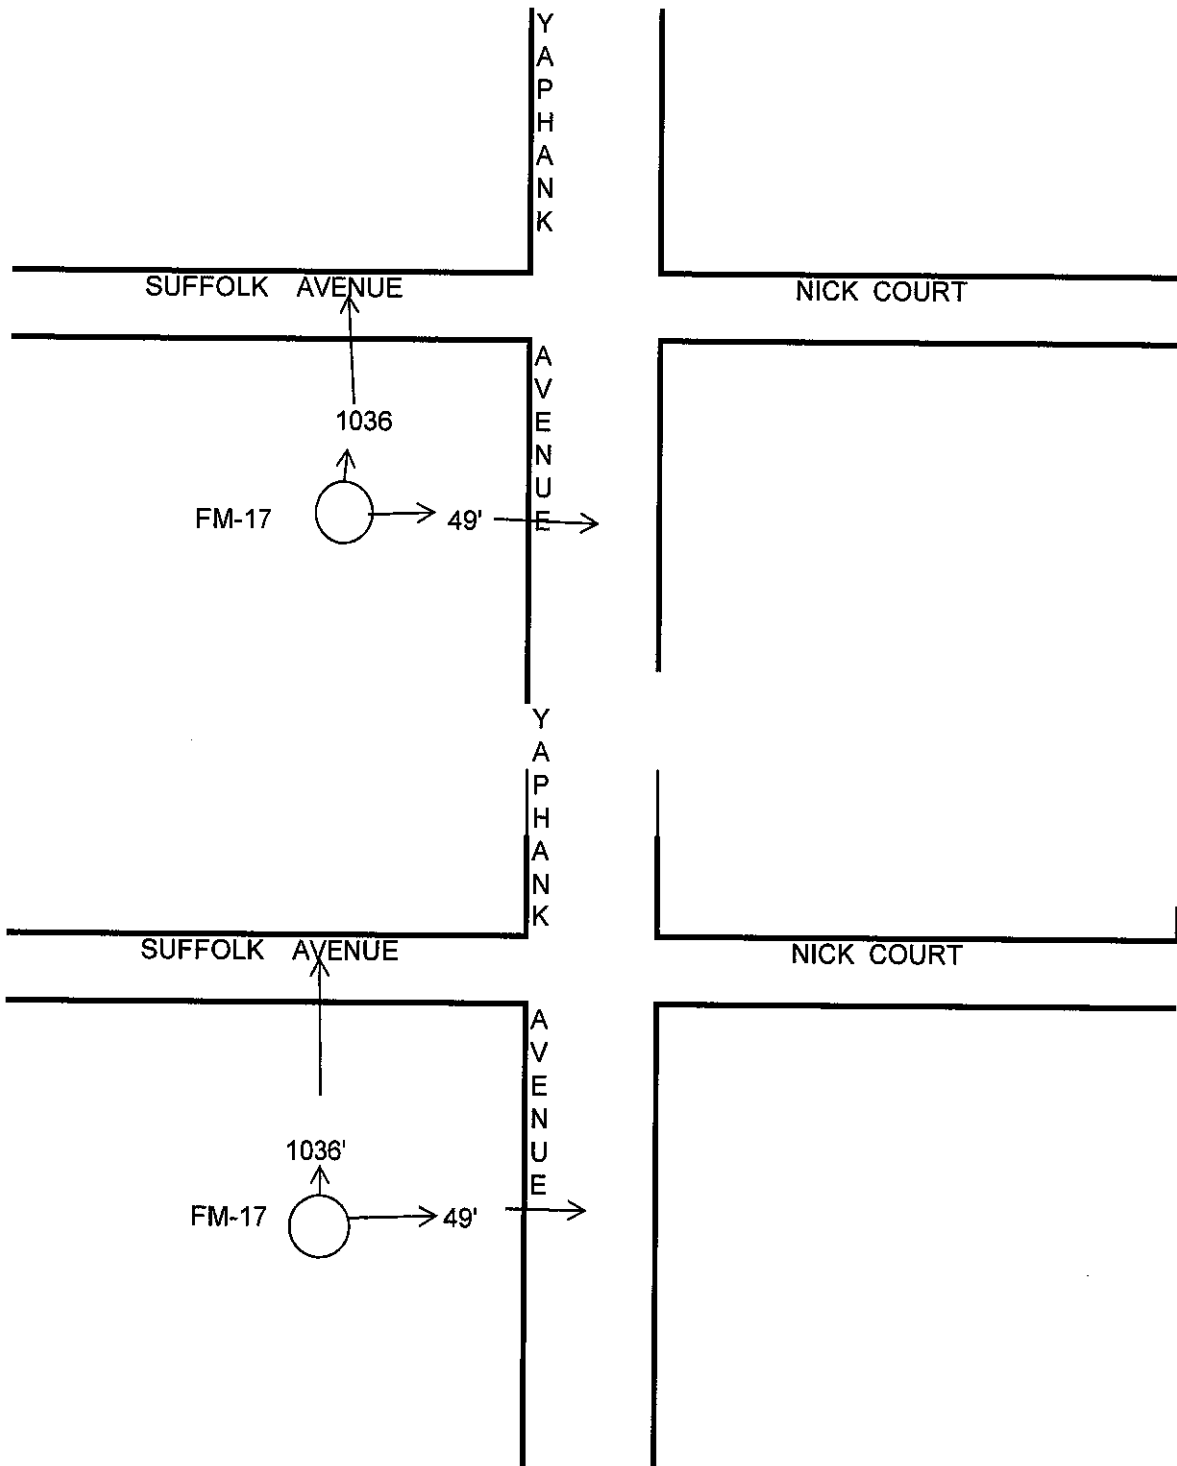 YAPHANK
SUFFOLK AVENUE
NICK COURT
AVENUE
1036
FM-17
49'
YAPHANK
SUFFOLK AVENUE
NICK COURT
AVENUE
1036'
FM-17
49'